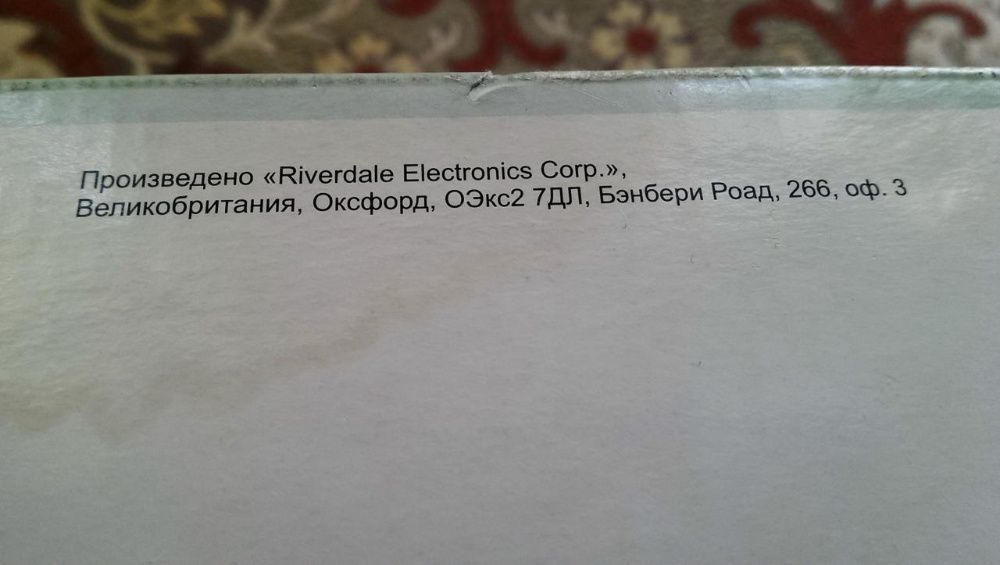 Произведено «Riverdale Electronics Corp.»,
Великобритания, Оксфорд, ОЭкс2 7ДЛ, Бэнбери Роад, 266, оф. 3